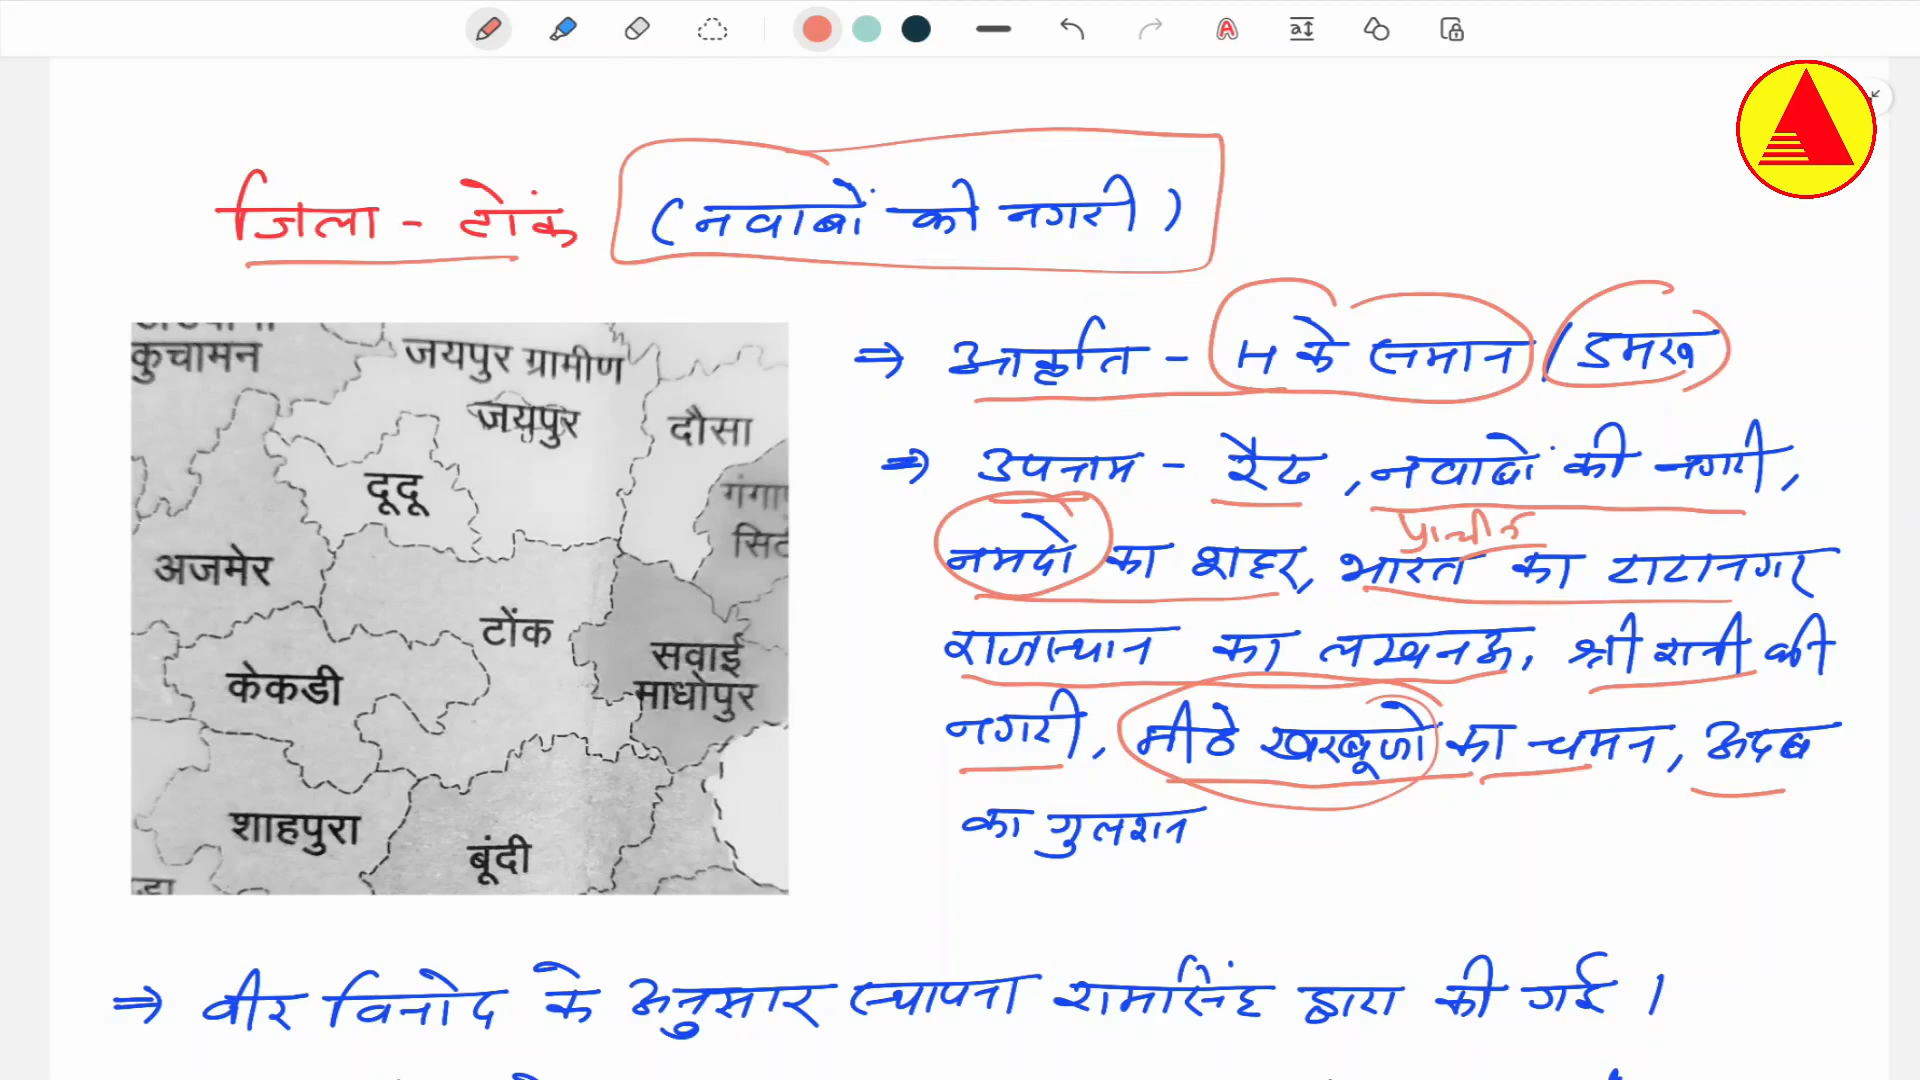 जिला - टोंक (नवाबों की नगरी)
⇒ आकृति - H के समान / डमरू
⇒ उपनाम - रैढ, नवाबों की नगरी,
प्राचीन
नमदो का शहर, भारत का टाटानगर
राजस्थान का लखनऊ, श्री रात्री की
नगरी, मीठे खरबूजो का चमन, अदब
का गुलशन
कुचामन
जयपुर ग्रामीण
जयपुर
दौसा
दूदू
गंगा
सिट
अजमेर
टोंक
सवाई
माधोपुर
केकडी
शाहपुरा
बूंदी
⇒ वीर विनोद के अनुसार स्थापना रामसिंह द्वारा की गई।